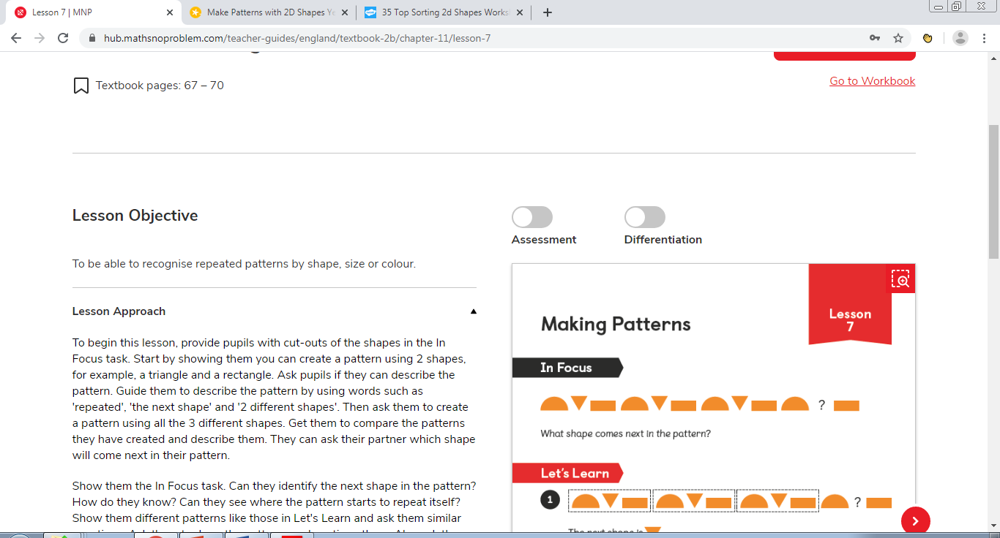 Lesson 7 | MNP
Make Patterns with 2D Shapes Ye
35 Top Sorting 2d Shapes Works
hub.mathsnoproblem.com/teacher-guides/england/textbook-2b/chapter-11/lesson-7
Textbook pages: 67 – 70
Go to Workbook
Lesson Objective
To be able to recognise repeated patterns by shape, size or colour.
Lesson Approach
To begin this lesson, provide pupils with cut-outs of the shapes in the In
Focus task. Start by showing them you can create a pattern using 2 shapes,
for example, a triangle and a rectangle. Ask pupils if they can describe the
pattern. Guide them to describe the pattern by using words such as
'repeated', 'the next shape' and '2 different shapes'. Then ask them to create
a pattern using all the 3 different shapes. Get them to compare the patterns
they have created and describe them. They can ask their partner which shape
will come next in their pattern.
Show them the In Focus task. Can they identify the next shape in the pattern?
How do they know? Can they see where the pattern starts to repeat itself?
Show them different patterns like those in Let's Learn and ask them similar
Assessment
Differentiation
Lesson
7
Making Patterns
In Focus
?
What shape comes next in the pattern?
Let's Learn
1
?
The next shape is